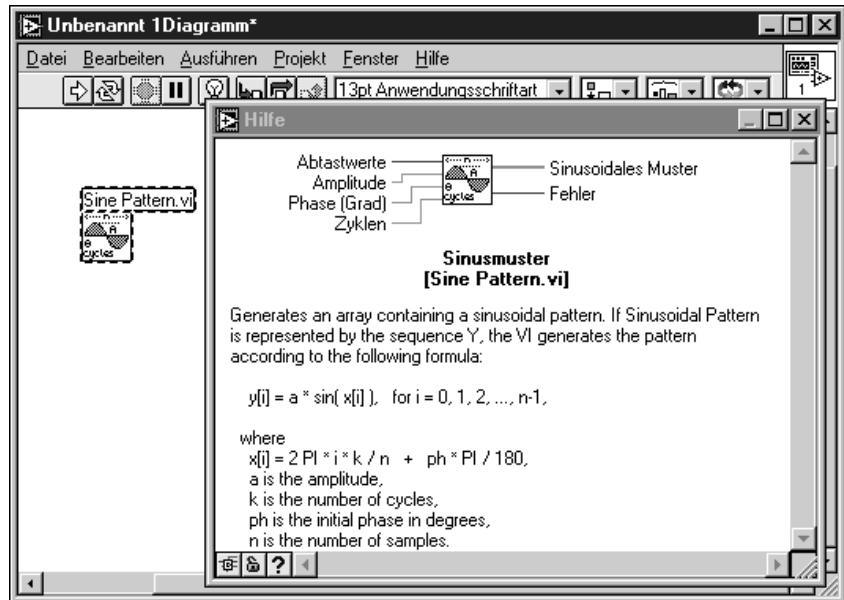 Unbenannt 1Diagramm*
Datei Bearbeiten Ausführen Projekt Fenster Hilfe
13pt Anwendungsschriftart
1
Hilfe
Sine Pattern.vi
n
A
θ
cycles
Abtastwerte
Amplitude
Phase (Grad)
Zyklen
n
A
θ
cycles
Sinusoidales Muster
Fehler
Sinusmuster
[Sine Pattern.vi]
Generates an array containing a sinusoidal pattern. If Sinusoidal Pattern
is represented by the sequence Y, the VI generates the pattern
according to the following formula:
y[i] = a * sin( x[i] ), for i = 0, 1, 2, ..., n-1,
where
x[i] = 2 PI * i * k / n + ph * PI / 180,
a is the amplitude,
k is the number of cycles,
ph is the initial phase in degrees,
n is the number of samples.
?